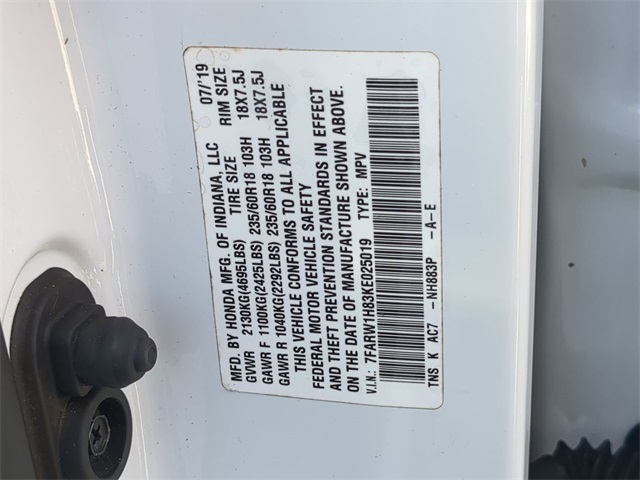 MFD. BY HONDA MFG. OF INDIANA, LLC 07/'19
TIRE SIZE RIM SIZE
GVWR 2130KG(4695LBS)
GAWR F 1100KG(2425LBS) 235/60R18 103H 18X7.5J
GAWR R 1040KG(2292LBS) 235/60R18 103H 18X7.5J
THIS VEHICLE CONFORMS TO ALL APPLICABLE
FEDERAL MOTOR VEHICLE SAFETY
AND THEFT PREVENTION STANDARDS IN EFFECT
ON THE DATE OF MANUFACTURE SHOWN ABOVE.
V.I.N.: 7FARW1H83KE025019 TYPE: MPV
TNS K AC7 -NH883P -A-E